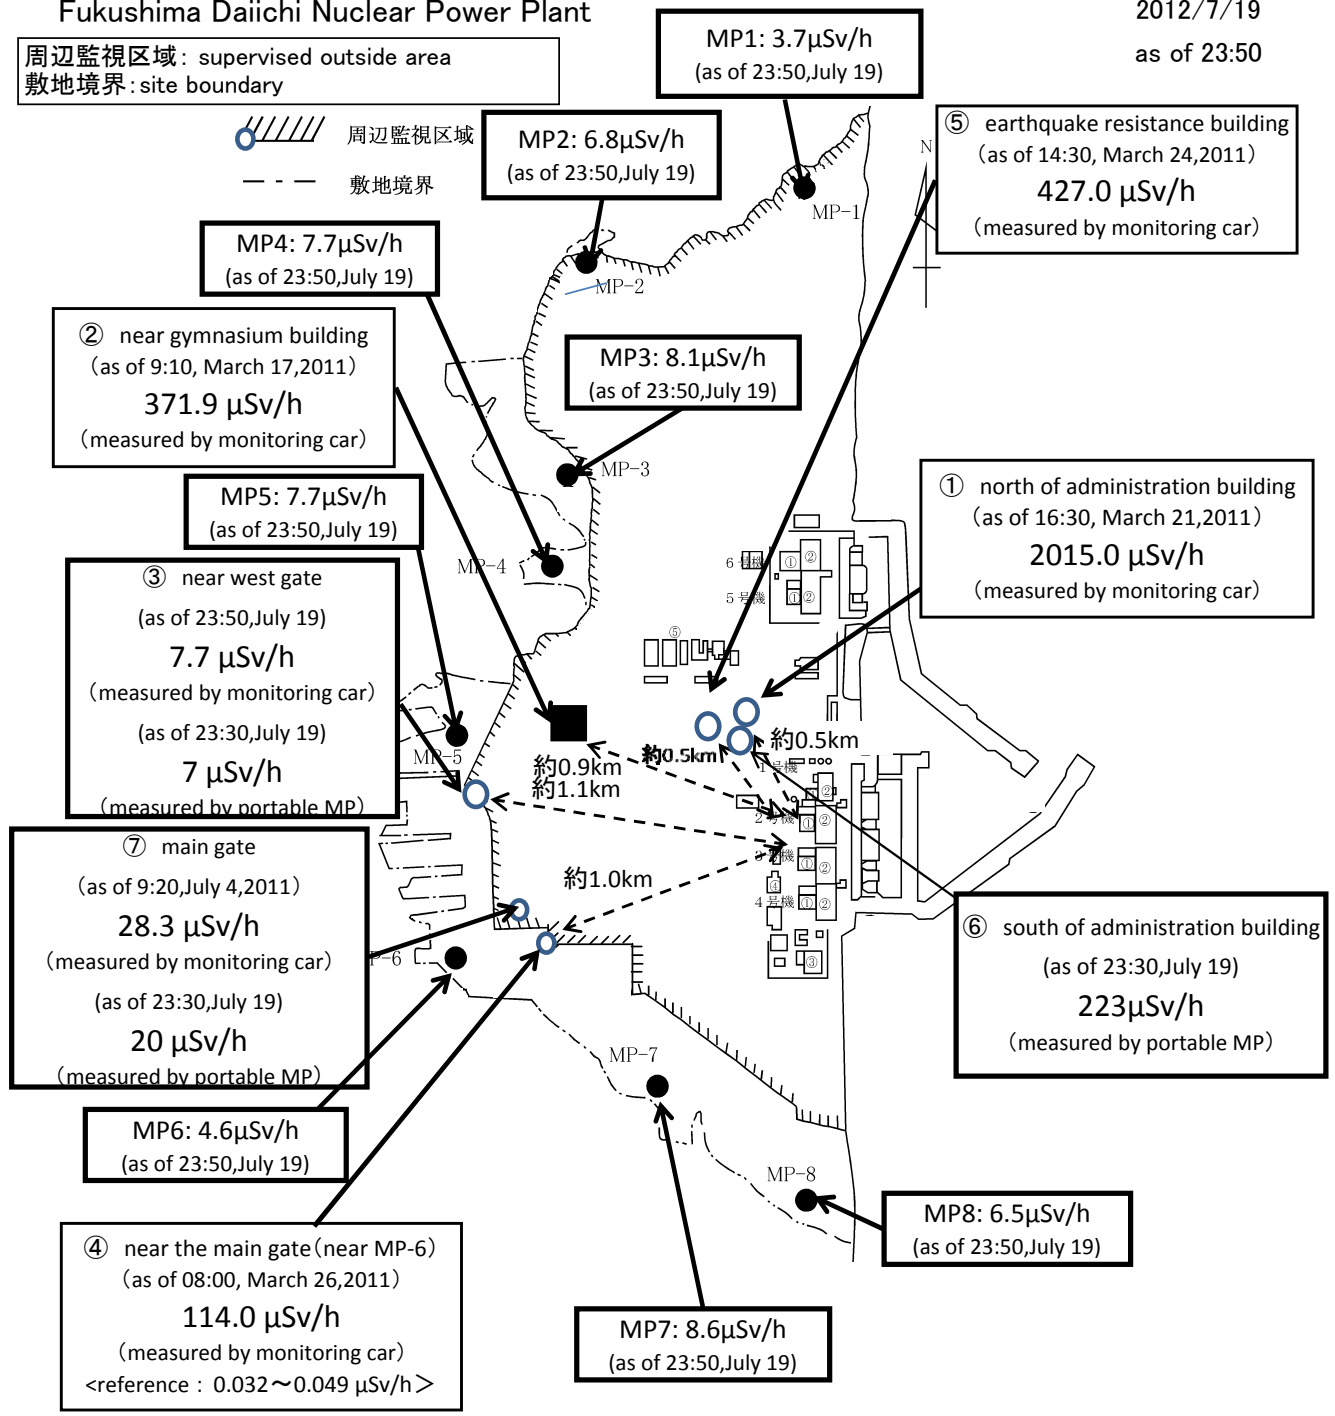 Fukushima Daiichi Nuclear Power Plant
2012/7/19
as of 23:50
周辺監視区域: supervised outside area
敷地境界:site boundary
周辺監視区域
敷地境界
MP1: 3.7μSv/h
(as of 23:50,July 19)
MP2: 6.8μSv/h
(as of 23:50,July 19)
⑤ earthquake resistance building
(as of 14:30, March 24,2011)
427.0 μSv/h
(measured by monitoring car)
N
MP-1
MP4: 7.7μSv/h
(as of 23:50,July 19)
MP-2
② near gymnasium building
(as of 9:10, March 17,2011)
371.9 μSv/h
(measured by monitoring car)
MP3: 8.1μSv/h
(as of 23:50,July 19)
MP-3
MP5: 7.7μSv/h
(as of 23:50,July 19)
① north of administration building
(as of 16:30, March 21,2011)
2015.0 μSv/h
(measured by monitoring car)
MP-4
6号機
① ②
5号機
① ②
③ near west gate
(as of 23:50,July 19)
7.7 μSv/h
(measured by monitoring car)
(as of 23:30,July 19)
7 μSv/h
(measured by portable MP)
⑤
MP-5
約0.9km
約1.1km
約0.5km
約0.5km
1号機
②
2号機
① ②
3号機
① ②
④
4号機
① ②
③
約1.0km
⑦ main gate
(as of 9:20,July 4,2011)
28.3 μSv/h
(measured by monitoring car)
(as of 23:30,July 19)
20 μSv/h
(measured by portable MP)
P-6
⑥ south of administration building
(as of 23:30,July 19)
223μSv/h
(measured by portable MP)
MP-7
MP6: 4.6μSv/h
(as of 23:50,July 19)
MP-8
MP8: 6.5μSv/h
(as of 23:50,July 19)
④ near the main gate(near MP-6)
(as of 08:00, March 26,2011)
114.0 μSv/h
(measured by monitoring car)
<reference : 0.032～0.049 μSv/h>
MP7: 8.6μSv/h
(as of 23:50,July 19)